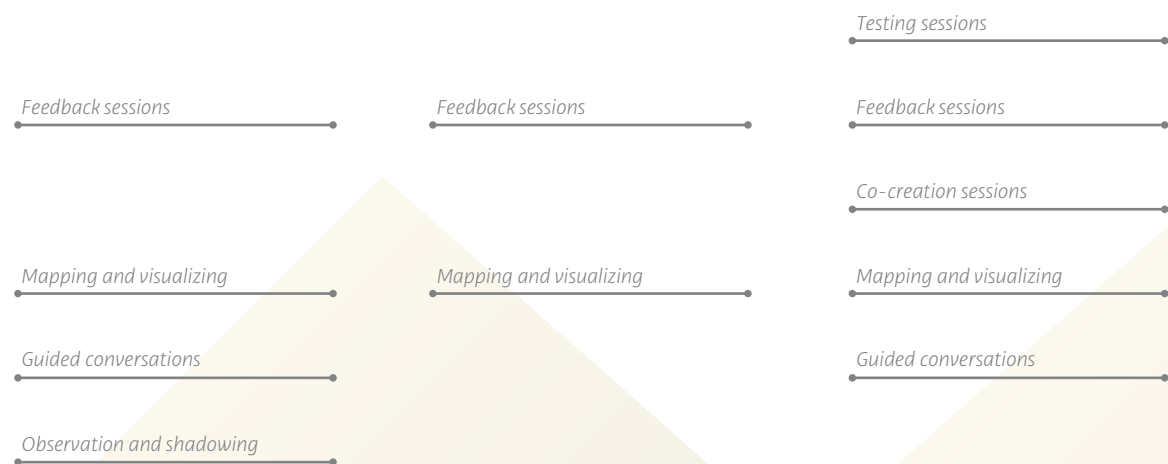 Testing sessions
Feedback sessions
Feedback sessions
Feedback sessions
Co-creation sessions
Mapping and visualizing
Mapping and visualizing
Mapping and visualizing
Guided conversations
Guided conversations
Observation and shadowing